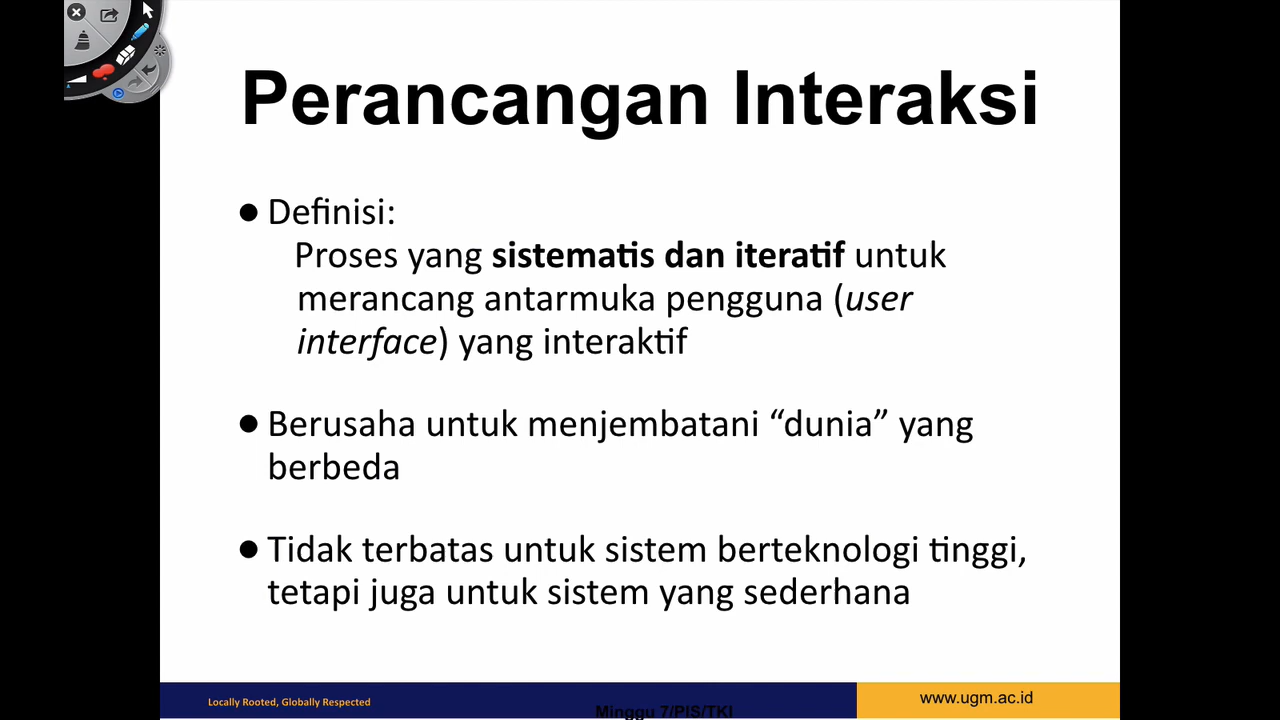 Perancangan Interaksi
● Definisi:
Proses yang sistematis dan iteratif untuk
merancang antarmuka pengguna (user
interface) yang interaktif
● Berusaha untuk menjembatani “dunia” yang
berbeda
● Tidak terbatas untuk sistem berteknologi tinggi,
tetapi juga untuk sistem yang sederhana
Locally Rooted, Globally Respected
www.ugm.ac.id
Minggu 7/PIS/TKI